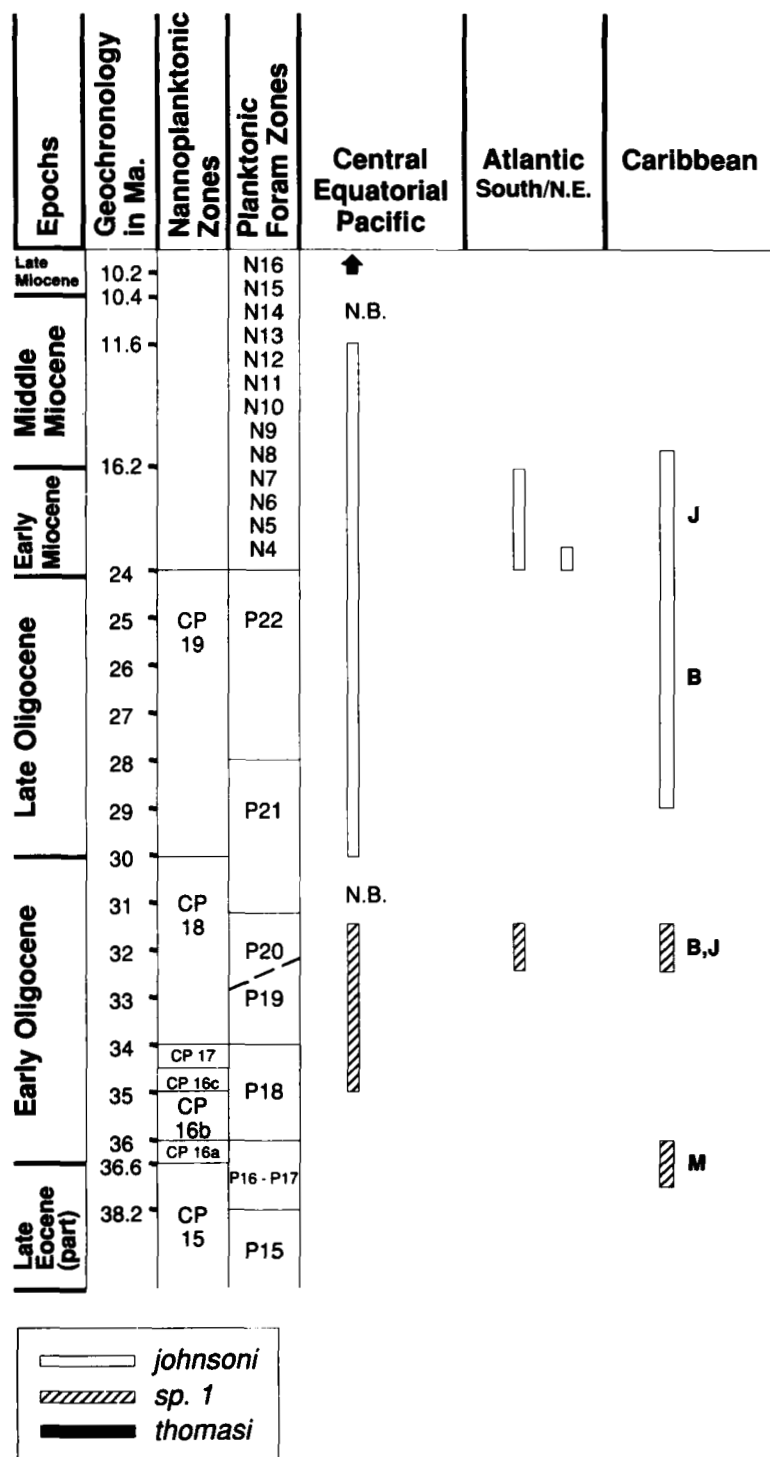 Epochs
Geochronology
in Ma.
Nannoplanktonic
Zones
Planktonic
Foram Zones
Central
Equatorial
Pacific
Atlantic
South/N.E.
Caribbean
Late
Miocene
Middle
Miocene
Early
Miocene
Late Oligocene
Early Oligocene
Late
Eocene
(part)
10.2
10.4
11.6
16.2
24
25
26
27
28
29
30
31
32
33
34
35
36
36.6
38.2
CP
19
CP
18
CP 17
CP 16c
CP
16b
CP 16a
CP
15
N16
N15
N14
N13
N12
N11
N10
N9
N8
N7
N6
N5
N4
P22
P21
P20
P19
P18
P16 - P17
P15
N.B.
N.B.
J
B
B,J
M
johnsoni
sp. 1
thomasi